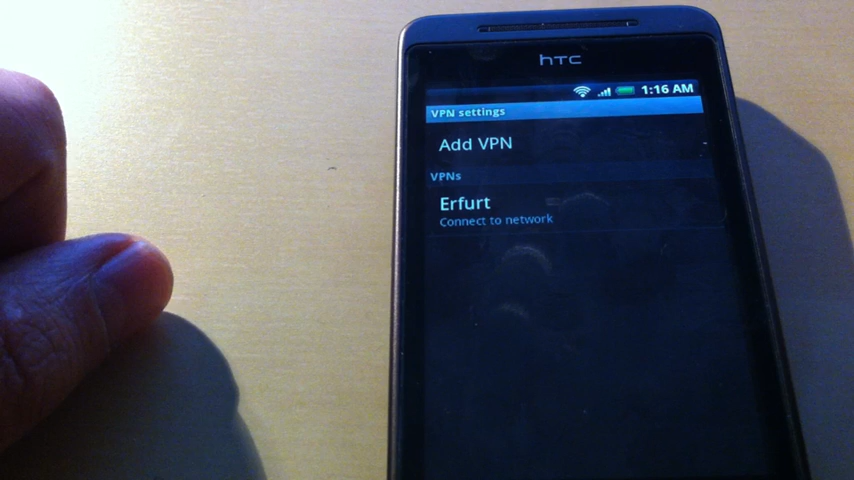 hTC
1:16 AM
VPN settings
Add VPN
VPNs
Erfurt
Connect to network